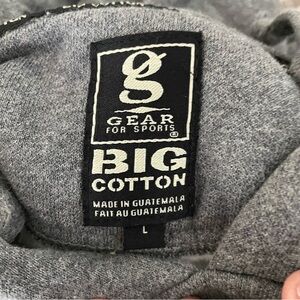 g
GEAR
FOR SPORTS®
BIG
COTTON
MADE IN GUATEMALA
FAIT AU GUATEMALA
L